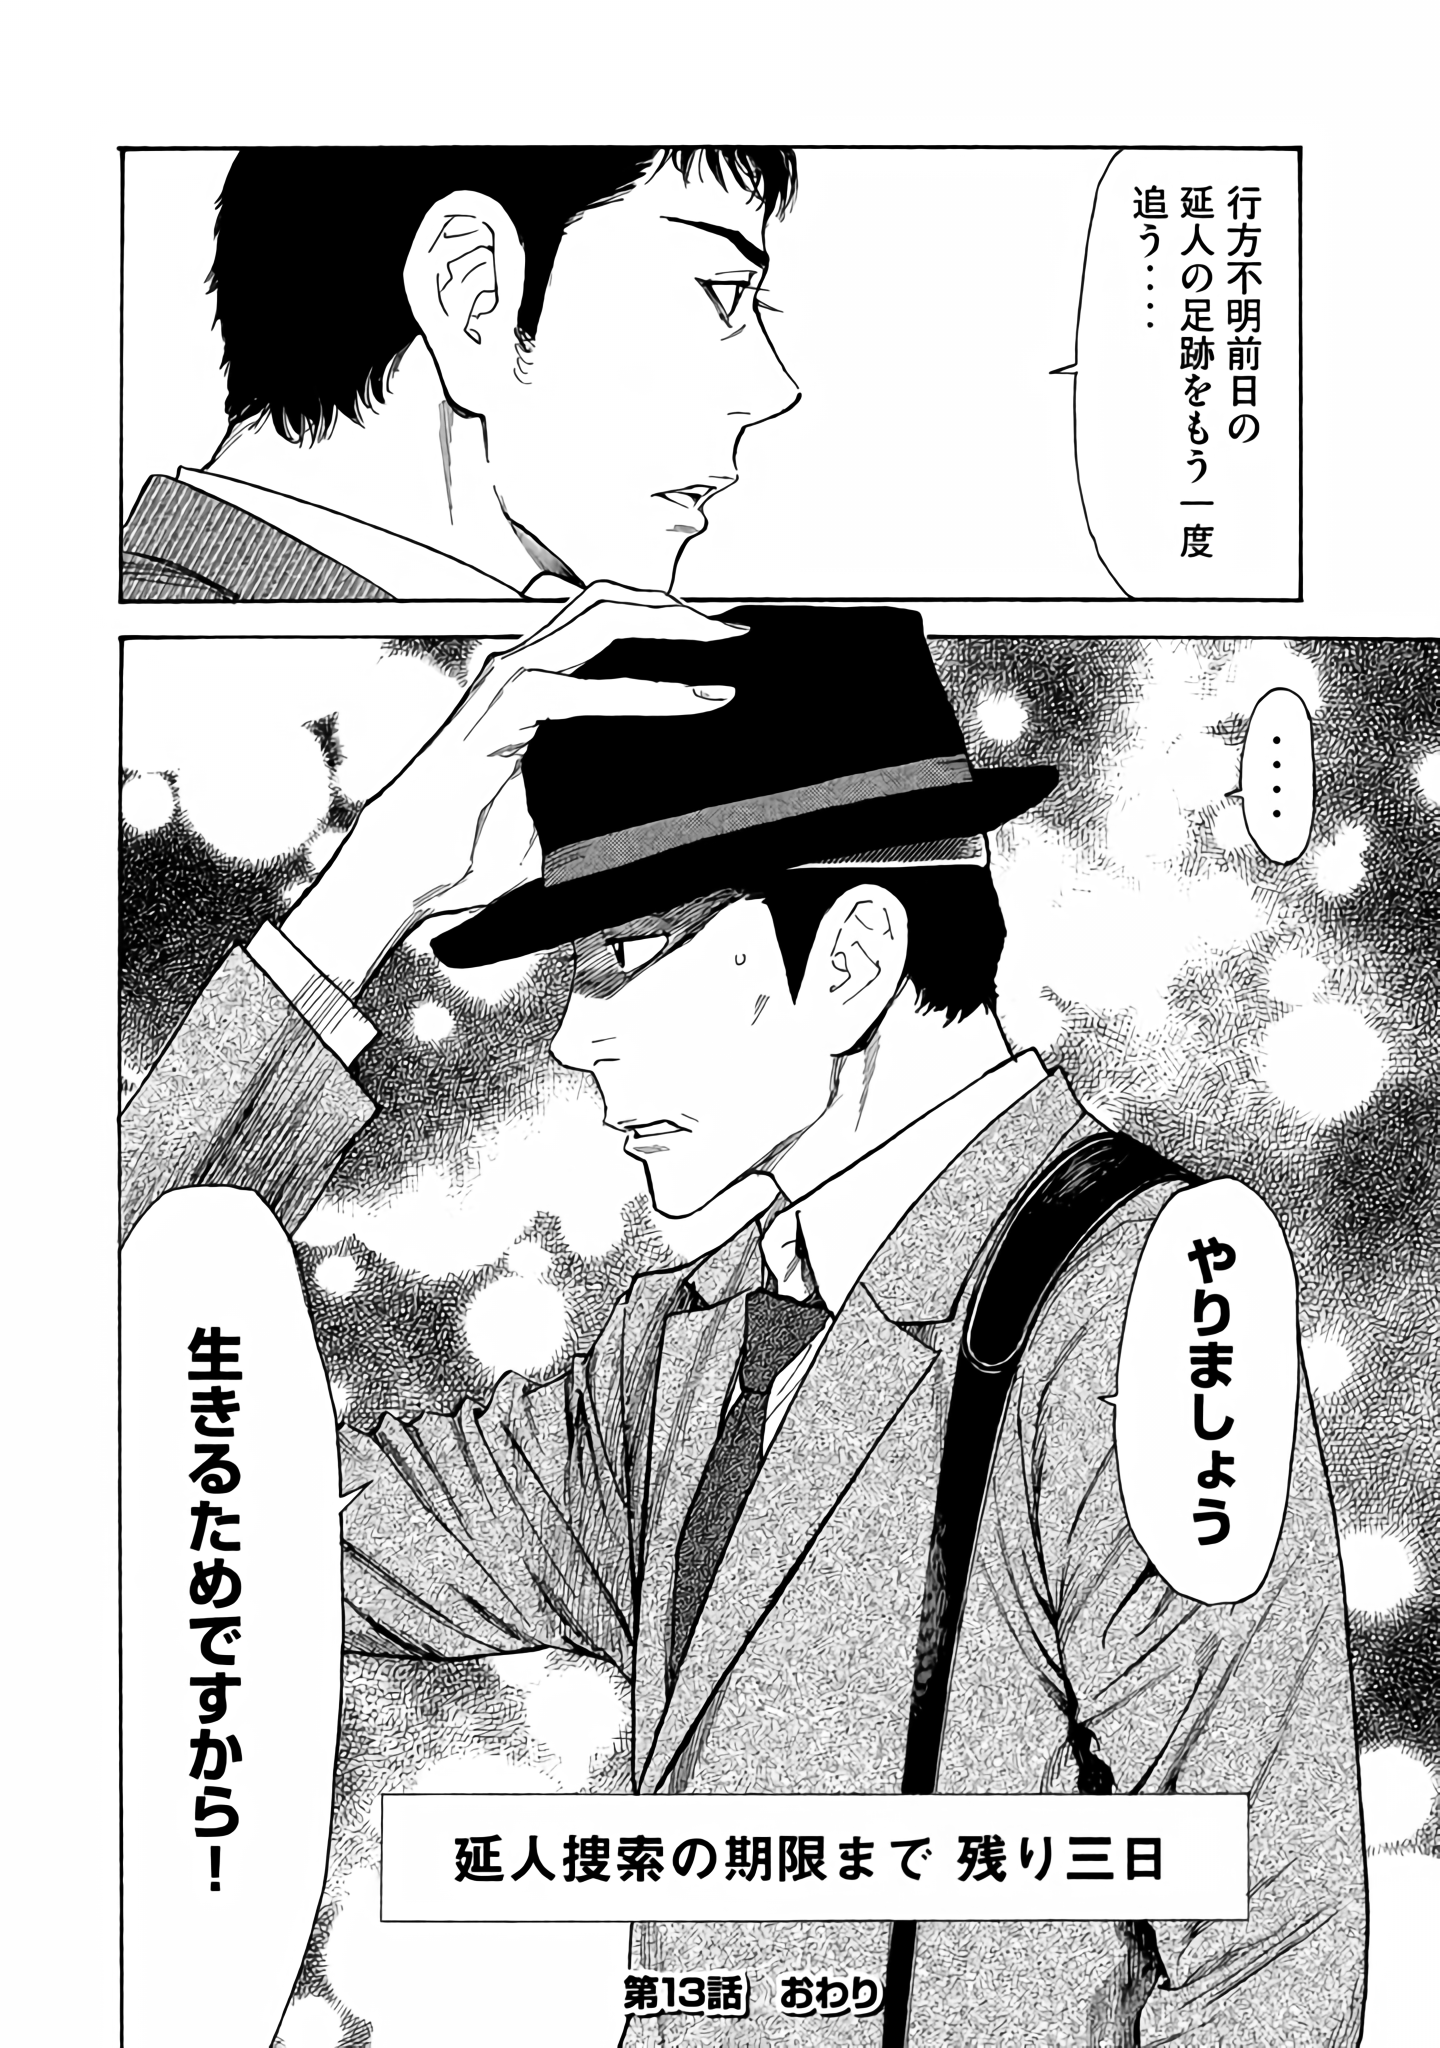 行方不明前日の
延人の足跡をもう一度
追う‥‥
‥‥
やりましょう
生きるためですから！
延人捜索の期限まで 残り三日
第13話 おわり